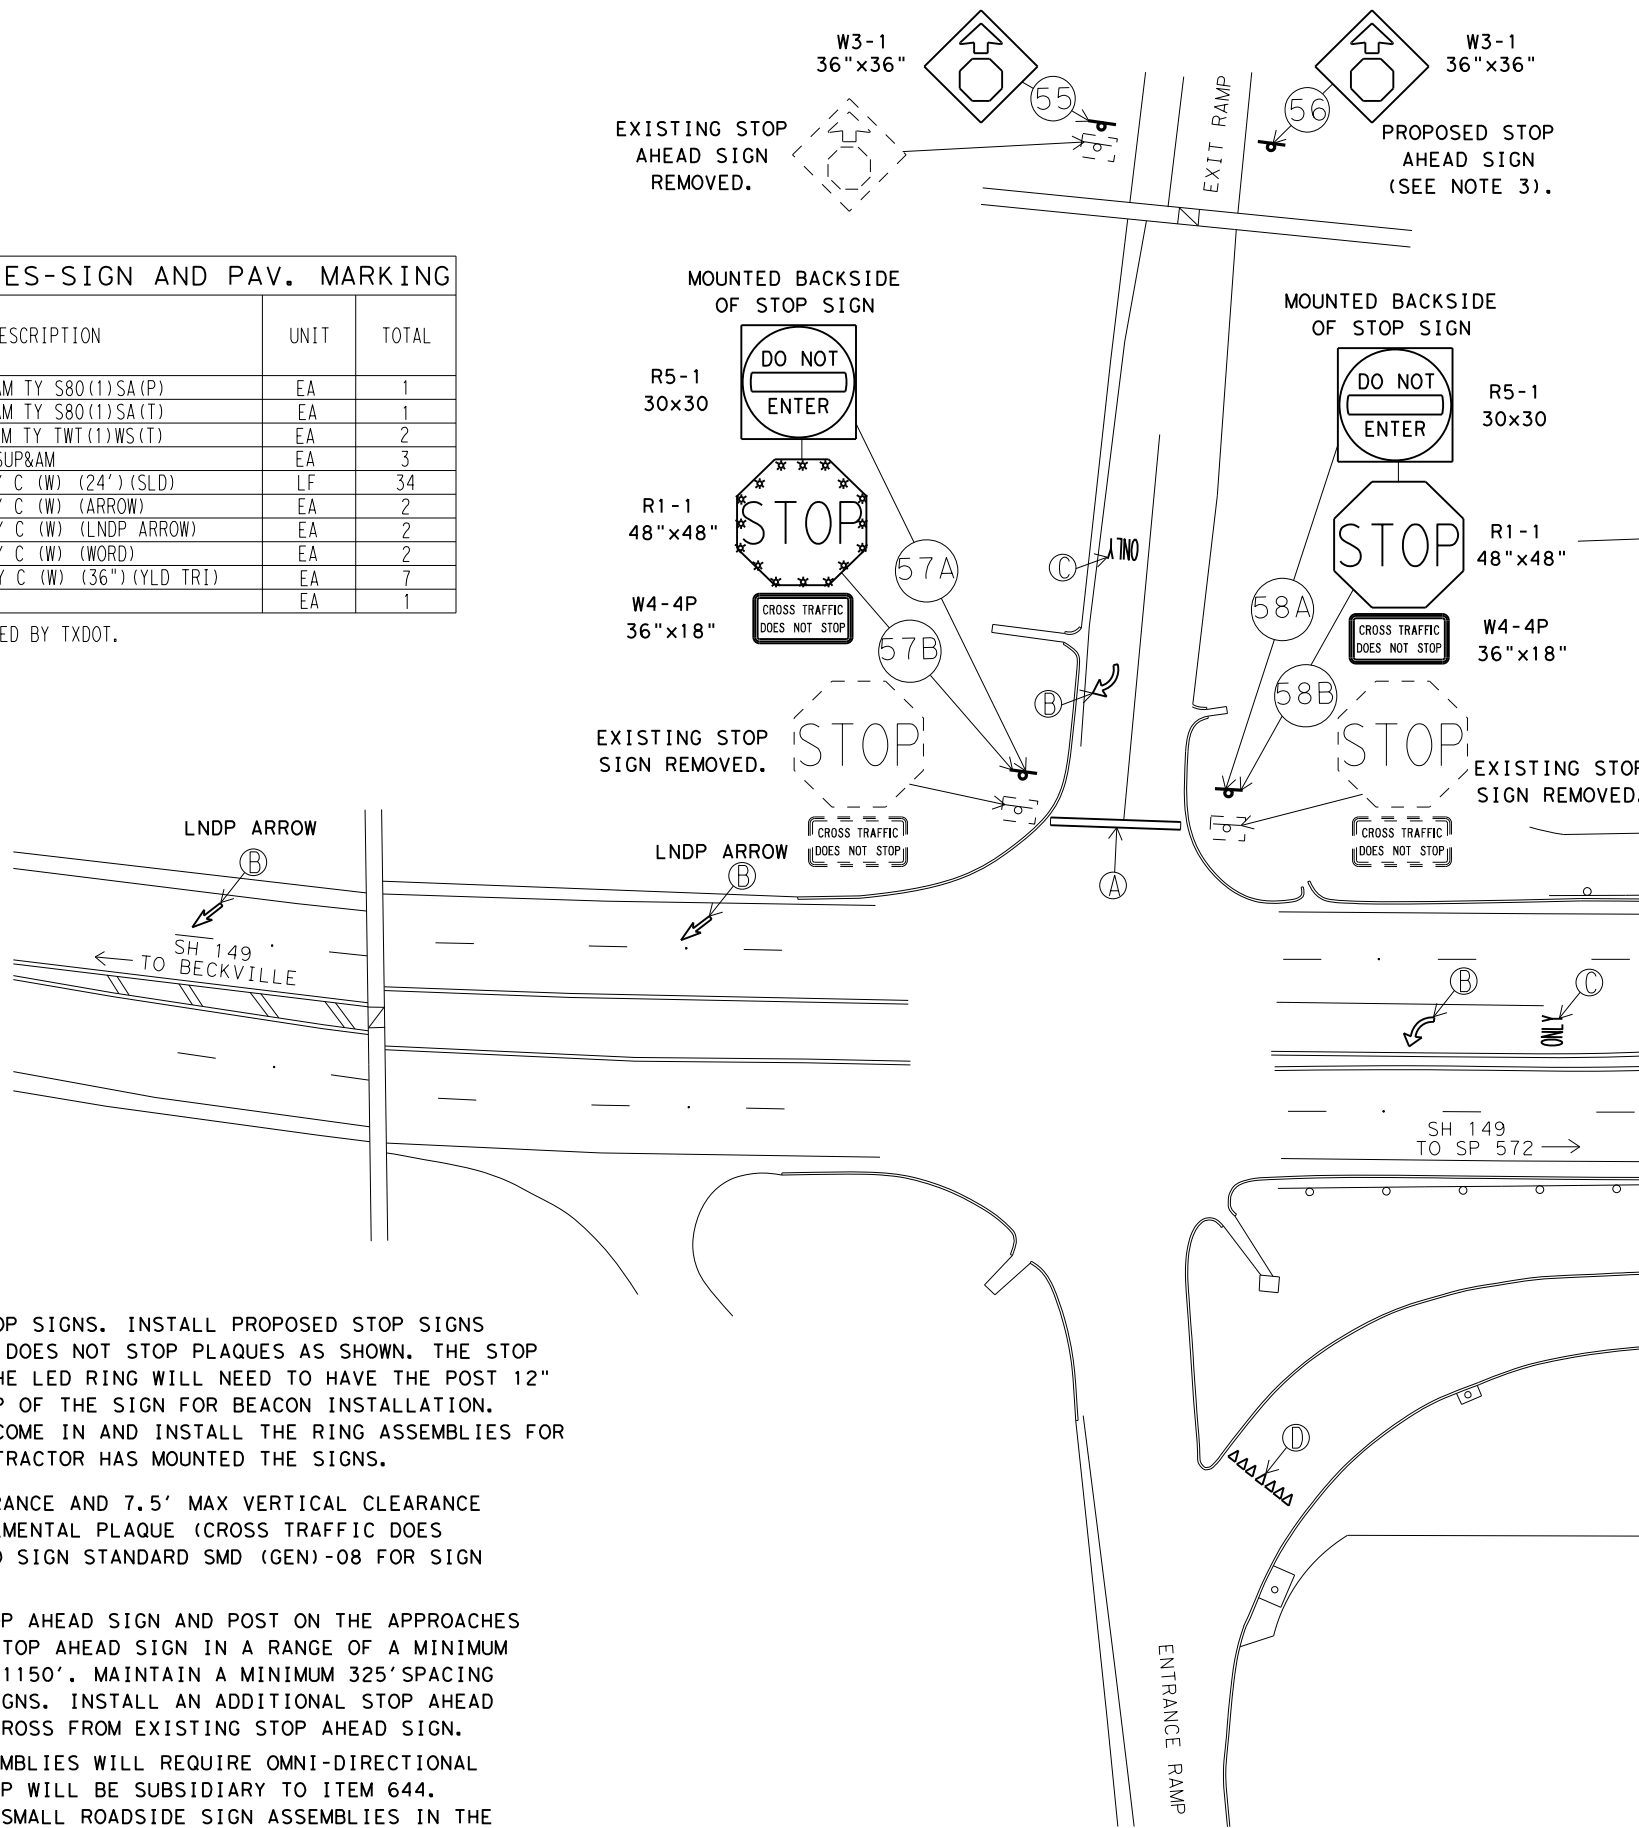 W3-1
36"x36"
W3-1
36"x36"
55
56
EXIT RAMP
EXISTING STOP
AHEAD SIGN
REMOVED.
PROPOSED STOP
AHEAD SIGN
(SEE NOTE 3).
ES-SIGN AND PAV. MARKING
ESCRIPTION UNIT TOTAL
AM TY S80(1)SA(P) EA 1
AM TY S80(1)SA(T) EA 1
M TY TWT(1)WS(T) EA 2
SUP&AM EA 3
Y C (W) (24')(SLD) LF 34
Y C (W) (ARROW) EA 2
Y C (W) (LNDP ARROW) EA 2
Y C (W) (WORD) EA 2
Y C (W) (36")(YLD TRI) EA 7
EA 1
ED BY TXDOT.
MOUNTED BACKSIDE
OF STOP SIGN
R5-1
30x30
DO NOT
ENTER
R1-1
48"x48"
STOP
W4-4P
36"x18"
CROSS TRAFFIC
DOES NOT STOP
57A
57B
EXISTING STOP
SIGN REMOVED.
STOP
CROSS TRAFFIC
DOES NOT STOP
C
ONLY
B
A
MOUNTED BACKSIDE
OF STOP SIGN
DO NOT
ENTER
R5-1
30x30
STOP
R1-1
48"x48"
CROSS TRAFFIC
DOES NOT STOP
W4-4P
36"x18"
58A
58B
STOP
EXISTING STOP
SIGN REMOVED.
CROSS TRAFFIC
DOES NOT STOP
LNDP ARROW
B
LNDP ARROW
B
SH 149
TO BECKVILLE
B
C
ONLY
SH 149
TO SP 572
D
ENTRANCE RAMP
OP SIGNS. INSTALL PROPOSED STOP SIGNS
DOES NOT STOP PLAQUES AS SHOWN. THE STOP
HE LED RING WILL NEED TO HAVE THE POST 12"
P OF THE SIGN FOR BEACON INSTALLATION.
COME IN AND INSTALL THE RING ASSEMBLIES FOR
TRACTOR HAS MOUNTED THE SIGNS.
RANCE AND 7.5' MAX VERTICAL CLEARANCE
EMENTAL PLAQUE (CROSS TRAFFIC DOES
D SIGN STANDARD SMD (GEN)-08 FOR SIGN
OP AHEAD SIGN AND POST ON THE APPROACHES
STOP AHEAD SIGN IN A RANGE OF A MINIMUM
1150'. MAINTAIN A MINIMUM 325'SPACING
GNS. INSTALL AN ADDITIONAL STOP AHEAD
CROSS FROM EXISTING STOP AHEAD SIGN.
EMBLIES WILL REQUIRE OMNI-DIRECTIONAL
P WILL BE SUBSIDIARY TO ITEM 644.
SMALL ROADSIDE SIGN ASSEMBLIES IN THE